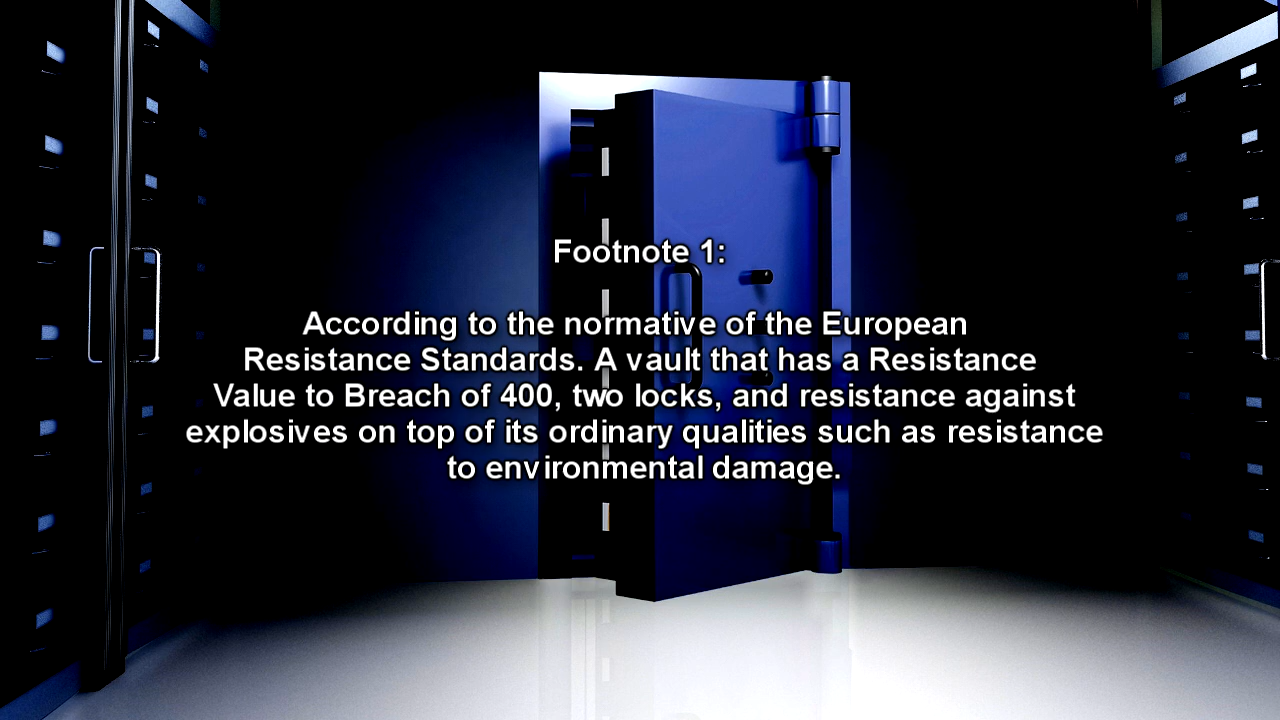 Footnote 1:
According to the normative of the European
Resistance Standards. A vault that has a Resistance
Value to Breach of 400, two locks, and resistance against
explosives on top of its ordinary qualities such as resistance
to environmental damage.